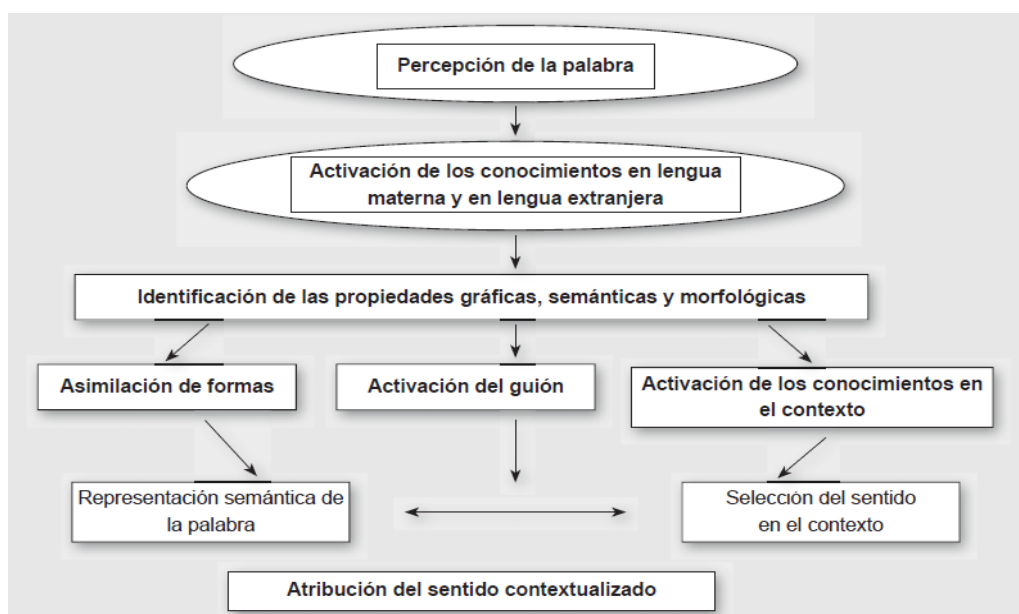 Percepción de la palabra
Activación de los conocimientos en lengua
materna y en lengua extranjera
Identificación de las propiedades gráficas, semánticas y morfológicas
Asimilación de formas
Activación del guión
Activación de los conocimientos en
el contexto
Representación semántica de
la palabra
Selección del sentido
en el contexto
Atribución del sentido contextualizado